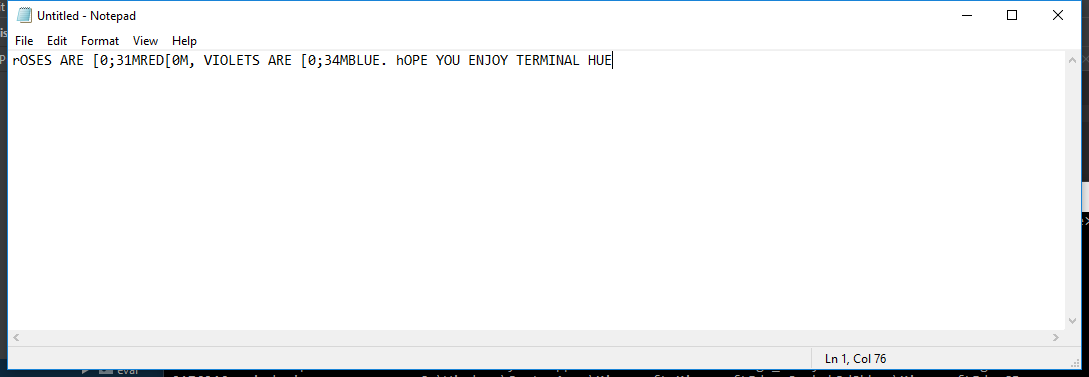 Untitled - Notepad
File Edit Format View Help
rOSES ARE [0;31MRED[0M, VIOLETS ARE [0;34MBLUE. hOPE YOU ENJOY TERMINAL HUE
Ln 1, Col 76
eval